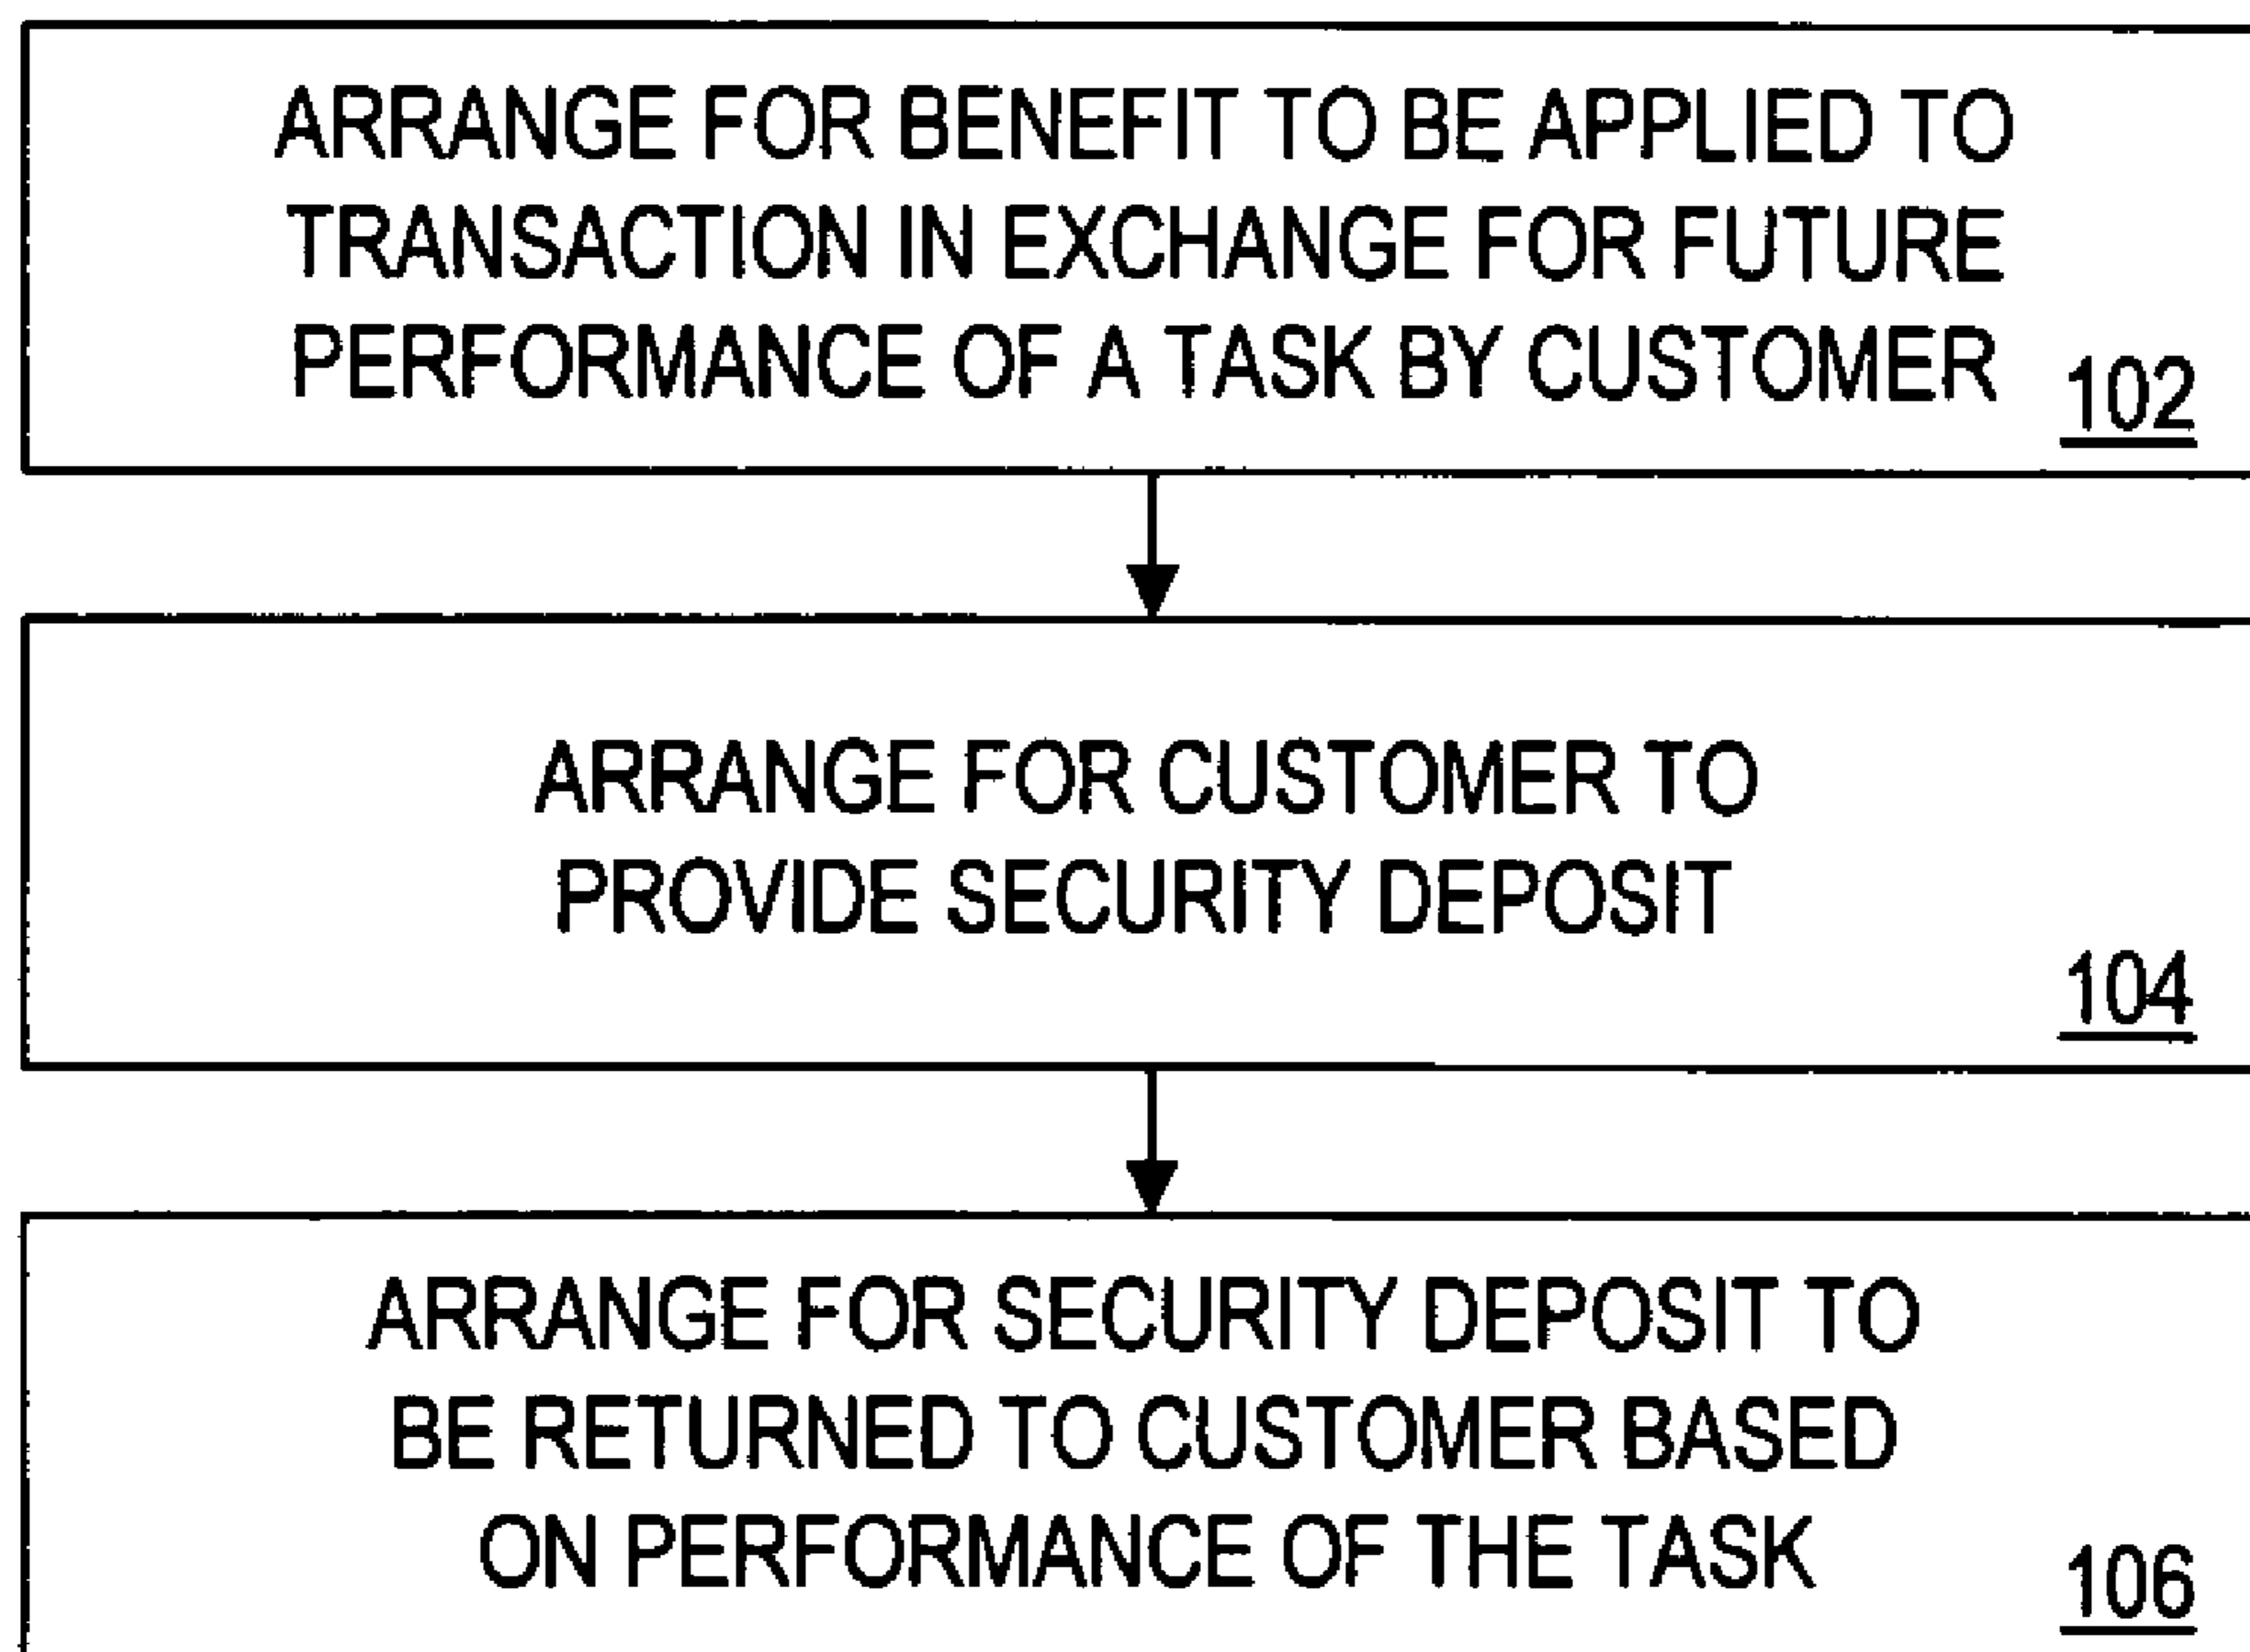 ARRANGE FOR BENEFIT TO BE APPLIED TO
TRANSACTION IN EXCHANGE FOR FUTURE
PERFORMANCE OF A TASK BY CUSTOMER
102
ARRANGE FOR CUSTOMER TO
PROVIDE SECURITY DEPOSIT
104
ARRANGE FOR SECURITY DEPOSIT TO
BE RETURNED TO CUSTOMER BASED
ON PERFORMANCE OF THE TASK
106